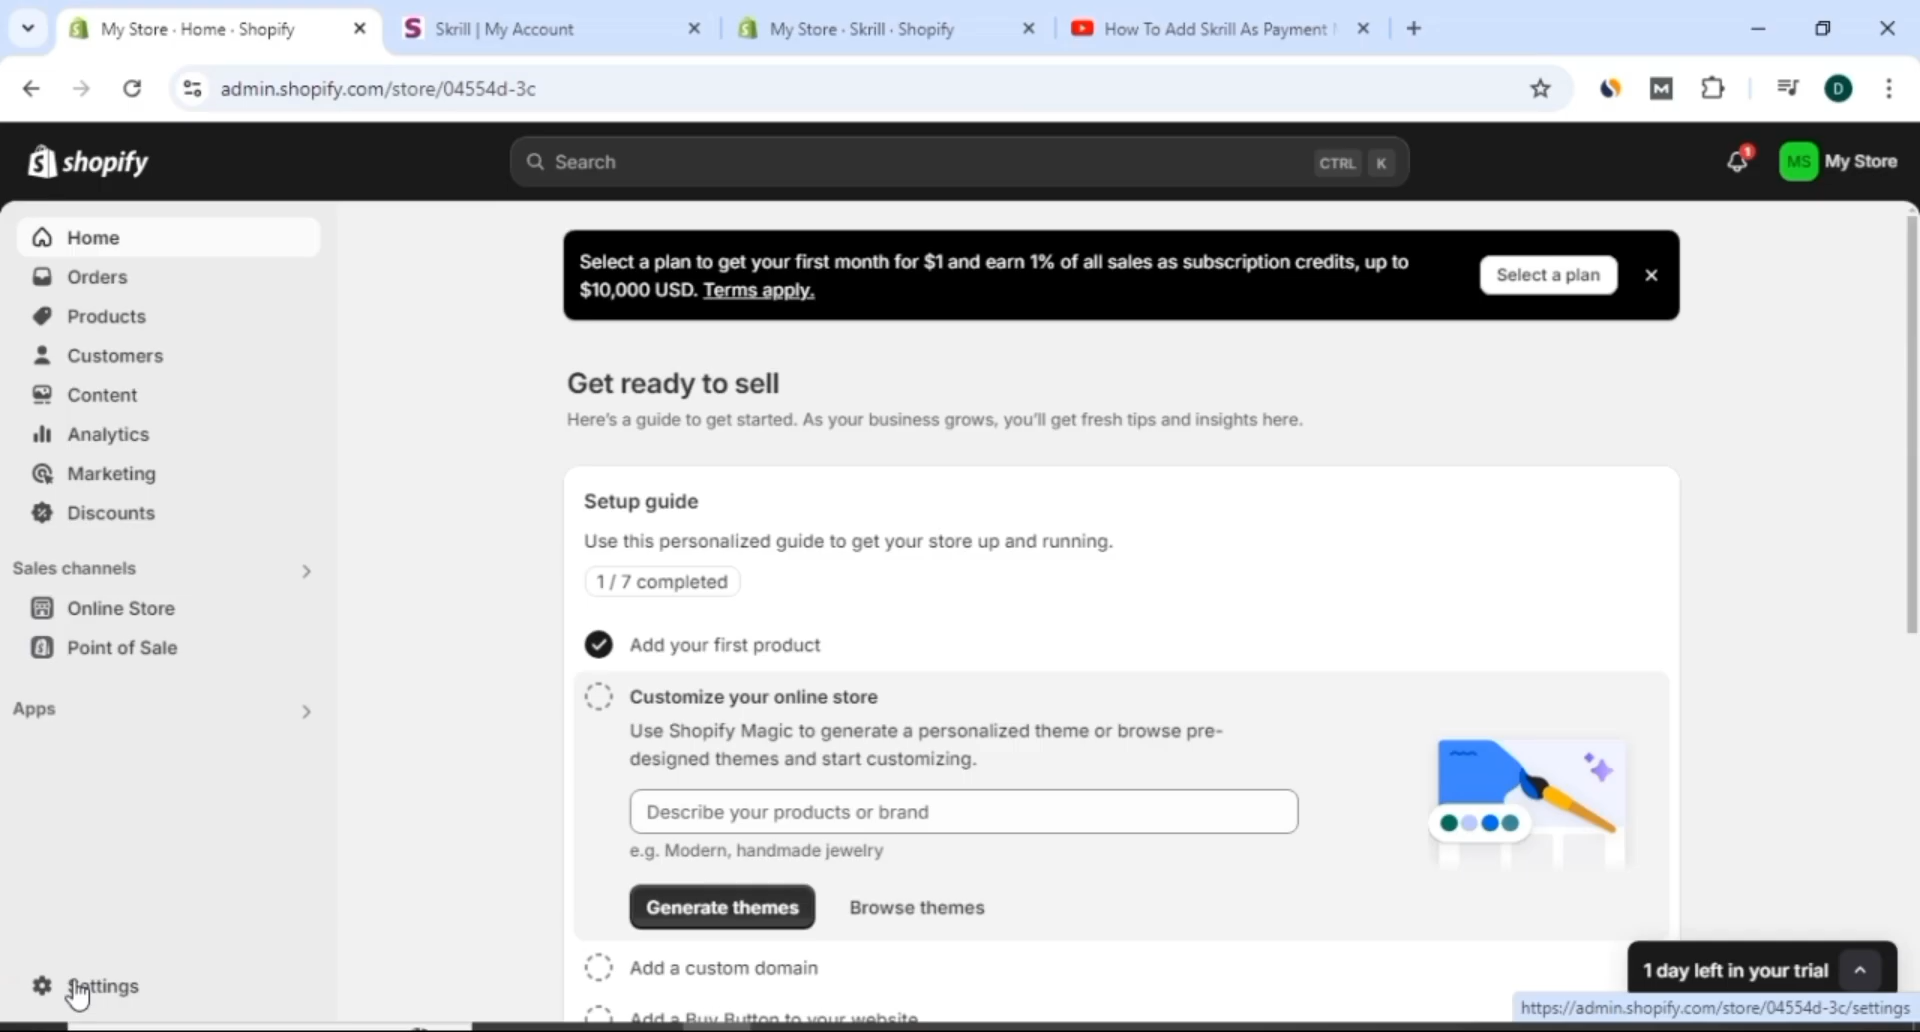 My Store · Home · Shopify
Skrill | My Account
My Store · Skrill · Shopify
How To Add Skrill As Payment
admin.shopify.com/store/04554d-3c
D
shopify
Search
CTRL K
1
MS
My Store
Home
Orders
Products
Customers
Content
Analytics
Marketing
Discounts
Sales channels
Online Store
Point of Sale
Apps
Settings
Select a plan to get your first month for $1 and earn 1% of all sales as subscription credits, up to
$10,000 USD. Terms apply.
Select a plan
Get ready to sell
Here's a guide to get started. As your business grows, you'll get fresh tips and insights here.
Setup guide
Use this personalized guide to get your store up and running.
1 / 7 completed
Add your first product
Customize your online store
Use Shopify Magic to generate a personalized theme or browse pre-
designed themes and start customizing.
Describe your products or brand
e.g. Modern, handmade jewelry
Generate themes
Browse themes
Add a custom domain
Add a Buy Button to your website
1 day left in your trial
https://admin.shopify.com/store/04554d-3c/settings